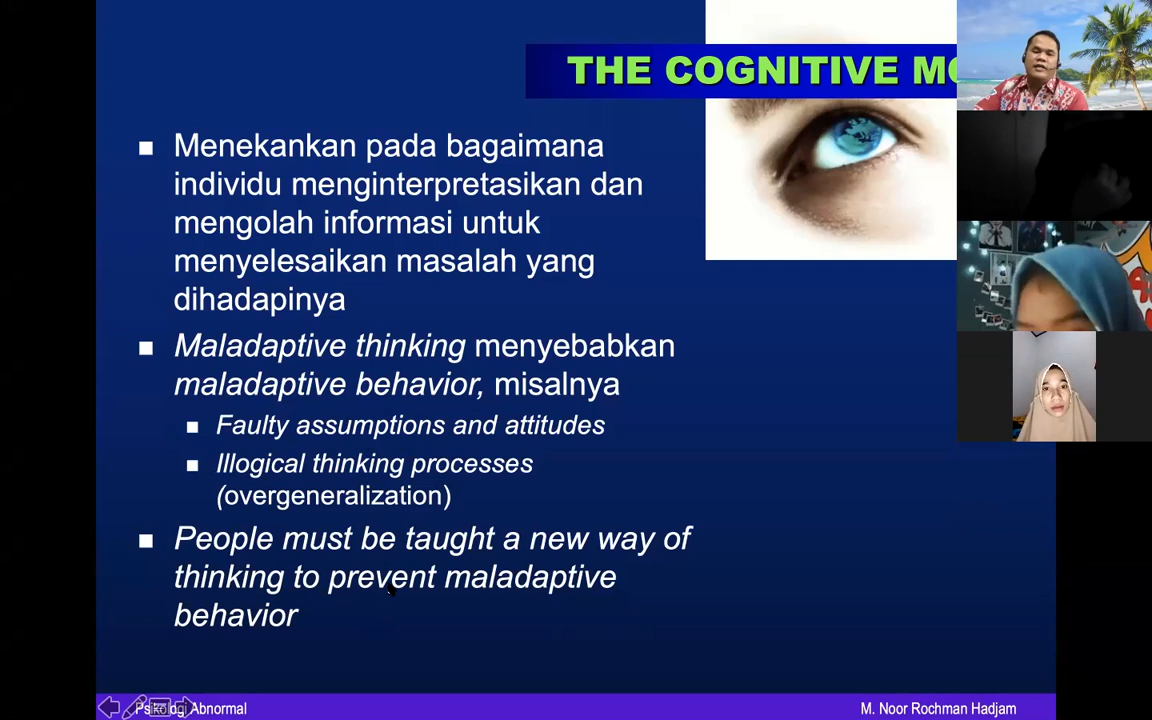 THE COGNITIVE
Menekankan pada bagaimana
individu menginterpretasikan dan
mengolah informasi untuk
menyelesaikan masalah yang
dihadapinya
Maladaptive thinking menyebabkan
maladaptive behavior, misalnya
Faulty assumptions and attitudes
Illogical thinking processes
(overgeneralization)
People must be taught a new way of
thinking to prevent maladaptive
behavior
Psikologi Abnormal
M. Noor Rochman Hadjam